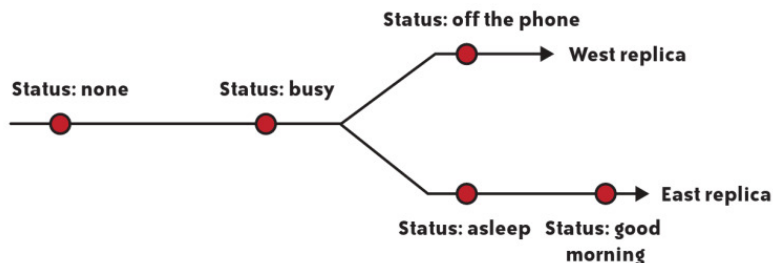 Status: off the phone
West replica
Status: none
Status: busy
East replica
Status: asleep
Status: good
morning